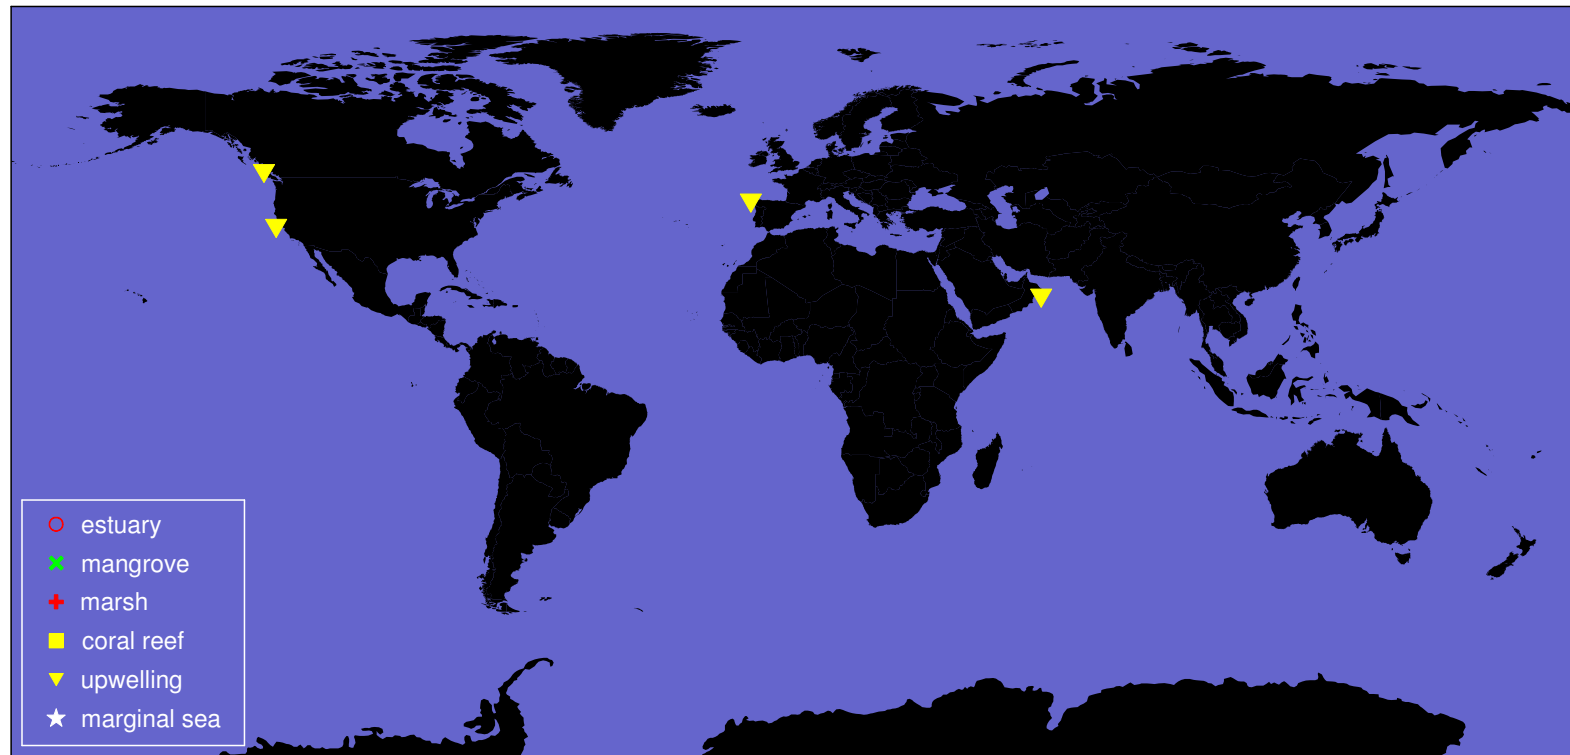 estuary
mangrove
marsh
coral reef
upwelling
marginal sea